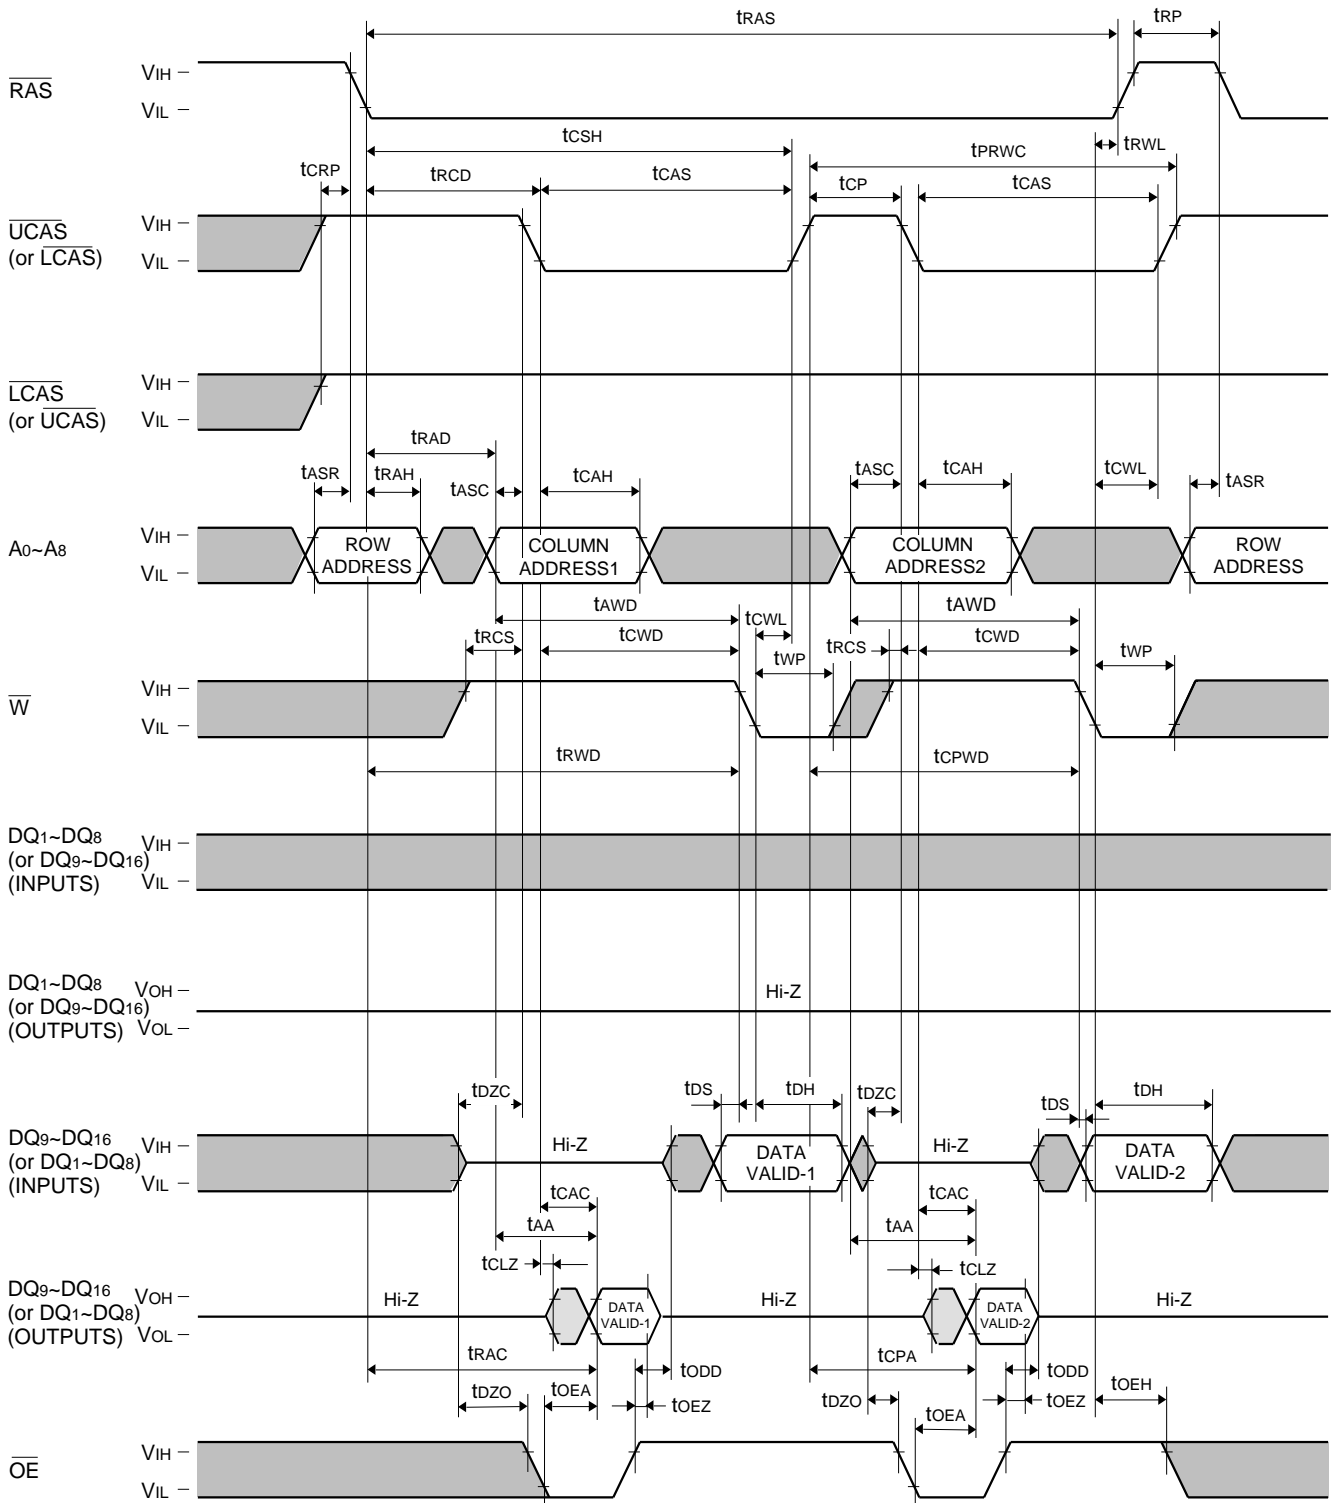 tRAS
tRP
RAS
VIH
VIL
tCSH
tRWL
tPRWC
tCRP
tRCD
tCAS
tCP
tCAS
UCAS
(or LCAS)
VIH
VIL
LCAS
(or UCAS)
VIH
VIL
tRAD
tASR
tRAH
tASC
tCAH
tASC
tCAH
tCWL
tASR
A0~A8
VIH
VIL
ROW
ADDRESS
COLUMN
ADDRESS1
COLUMN
ADDRESS2
ROW
ADDRESS
tAWD
tCWL
tAWD
tRCS
tCWD
tWP
tRCS
tCWD
tWP
W
VIH
VIL
tRWD
tCPWD
DQ1~DQ8
(or DQ9~DQ16)
(INPUTS)
VIH
VIL
DQ1~DQ8
(or DQ9~DQ16)
(OUTPUTS)
VOH
VOL
Hi-Z
tDZC
tDS
tDH
tDZC
tDS
tDH
DQ9~DQ16
(or DQ1~DQ8)
(INPUTS)
VIH
VIL
Hi-Z
DATA
VALID-1
Hi-Z
DATA
VALID-2
tCAC
tCAC
tAA
tAA
tCLZ
tCLZ
DQ9~DQ16
(or DQ1~DQ8)
(OUTPUTS)
VOH
VOL
Hi-Z
DATA
VALID-1
Hi-Z
DATA
VALID-2
Hi-Z
tRAC
tODD
tCPA
tODD
tDZO
tOEA
tOEZ
tDZO
tOEA
tOEZ
tOEH
OE
VIH
VIL